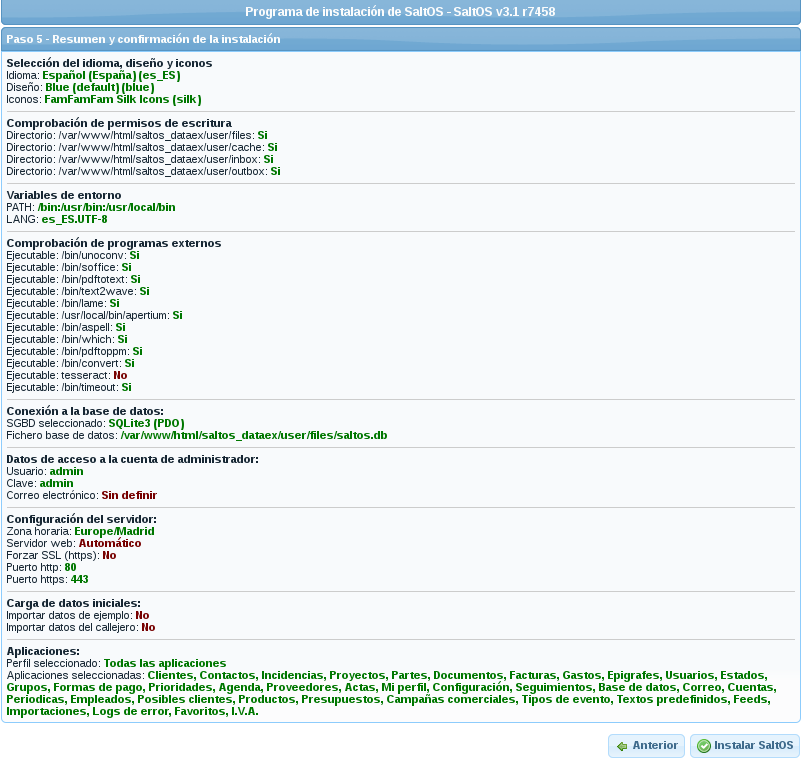 Programa de instalación de SaltOS - SaltOS v3.1 r7458
Paso 5 - Resumen y confirmación de la instalación
Selección del idioma, diseño y iconos
Idioma: Español (España) (es_ES)
Diseño: Blue (default) (blue)
Iconos: FamFamFam Silk Icons (silk)
Comprobación de permisos de escritura
Directorio: /var/www/html/saltos_dataex/user/files: Si
Directorio: /var/www/html/saltos_dataex/user/cache: Si
Directorio: /var/www/html/saltos_dataex/user/inbox: Si
Directorio: /var/www/html/saltos_dataex/user/outbox: Si
Variables de entorno
PATH: /bin:/usr/bin:/usr/local/bin
LANG: es_ES.UTF-8
Comprobación de programas externos
Ejecutable: /bin/unoconv: Si
Ejecutable: /bin/soffice: Si
Ejecutable: /bin/pdftotext: Si
Ejecutable: /bin/text2wave: Si
Ejecutable: /bin/lame: Si
Ejecutable: /usr/local/bin/apertium: Si
Ejecutable: /bin/aspell: Si
Ejecutable: /bin/which: Si
Ejecutable: /bin/pdftoppm: Si
Ejecutable: /bin/convert: Si
Ejecutable: tesseract: No
Ejecutable: /bin/timeout: Si
Conexión a la base de datos:
SGBD seleccionado: SQLite3 (PDO)
Fichero base de datos: /var/www/html/saltos_dataex/user/files/saltos.db
Datos de acceso a la cuenta de administrador:
Usuario: admin
Clave: admin
Correo electrónico: Sin definir
Configuración del servidor:
Zona horaria: Europe/Madrid
Servidor web: Automático
Forzar SSL (https): No
Puerto http: 80
Puerto https: 443
Carga de datos iniciales:
Importar datos de ejemplo: No
Importar datos del callejero: No
Aplicaciones:
Perfil seleccionado: Todas las aplicaciones
Aplicaciones seleccionadas: Clientes, Contactos, Incidencias, Proyectos, Partes, Documentos, Facturas, Gastos, Epigrafes, Usuarios, Estados,
Grupos, Formas de pago, Prioridades, Agenda, Proveedores, Actas, Mi perfil, Configuración, Seguimientos, Base de datos, Correo, Cuentas,
Periodicas, Empleados, Posibles clientes, Productos, Presupuestos, Campañas comerciales, Tipos de evento, Textos predefinidos, Feeds,
Importaciones, Logs de error, Favoritos, I.V.A.
Anterior
Instalar SaltOS